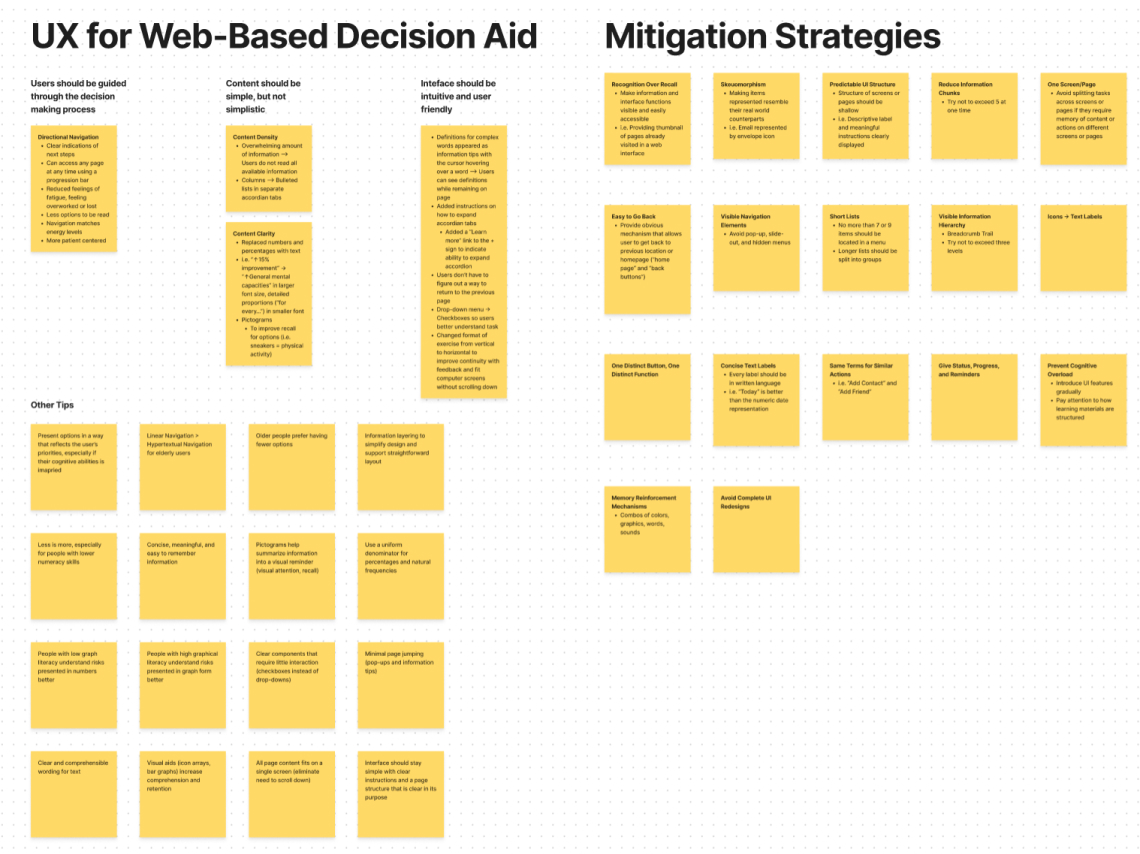 UX for Web-Based Decision Aid
Users should be guided
through the decision
making process
Directional Navigation
• Clear indications of
next steps
• Can access any page
at any time using a
progression bar
• Reduced feelings of
fatigue, feeling
overworked or lost
• Less options to be read
• Navigation matches
energy levels
• More patient centered
Content should be
simple, but not
simplistic
Content Density
• Overwhelming amount
of information →
Users do not read all
available information
• Columns → Bulleted
lists in separate
accordian tabs
Content Clarity
• Replaced numbers and
percentages with text
• i.e. "↑15%
improvement" →
"↑General mental
capacities" in larger
font size, detailed
proportions ("for
every...") in smaller font
• Pictograms
• To improve recall
for options (i.e.
sneakers = physical
activity)
Inteface should be
intuitive and user
friendly
• Definitions for complex
words appeared as
information tips with
the cursor hovering
over a word → Users
can see definitions
while remaining on
page
• Added instructions on
how to expand
accordian tabs
• Added a "Learn
more" link to the +
sign to indicate
ability to expand
accordion
• Users don't have to
figure out a way to
return to the previous
page
• Drop-down menu →
Checkboxes so users
better understand task
• Changed format of
exercise from vertical
to horizontal to
improve continuity with
feedback and fit
computer screens
without scrolling down
Other Tips
Present options in a way
that reflects the user's
priorities, especially if
their cognitive abilities is
imapried
Linear Navigation >
Hypertextual Navigation
for elderly users
Older people prefer having
fewer options
Information layering to
simplify design and
support straightforward
layout
Less is more, especially
for people with lower
numeracy skills
Concise, meaningful, and
easy to remember
information
Pictograms help
summarize information
into a visual reminder
(visual attention, recall)
Use a uniform
denominator for
percentages and natural
frequencies
People with low graph
literacy understand risks
presented in numbers
better
People with high graphical
literacy understand risks
presented in graph form
better
Clear components that
require little interaction
(checkboxes instead of
drop-downs)
Minimal page jumping
(pop-ups and information
tips)
Clear and comprehensible
wording for text
Visual aids (icon arrays,
bar graphs) increase
comprehension and
retention
All page content fits on a
single screen (eliminate
need to scroll down)
Interface should stay
simple with clear
instructions and a page
structure that is clear in its
purpose
Mitigation Strategies
Recognition Over Recall
• Make information and
interface functions
visible and easily
accessible
• i.e. Providing thumbnail
of pages already
visited in a web
interface
Skeuomorphism
• Making items
represented resemble
their real world
counterparts
• i.e. Email represented
by envelope icon
Predictable UI Structure
• Structure of screens or
pages should be
shallow
• i.e. Descriptive label
and meaningful
instructions clearly
displayed
Reduce Information
Chunks
• Try not to exceed 5 at
one time
One Screen/Page
• Avoid splitting tasks
across screens or
pages if they require
memory of content or
actions on different
screens or pages
Easy to Go Back
• Provide obvious
mechanism that allows
user to get back to
previous location or
homepage ("home
page" and "back
buttons")
Visible Navigation
Elements
• Avoid pop-up, slide-
out, and hidden menus
Short Lists
• No more than 7 or 9
items should be
located in a menu
• Longer lists should be
split into groups
Visible Information
Hierarchy
• Breadcrumb Trail
• Try not to exceed three
levels
Icons → Text Labels
One Distinct Button, One
Distinct Function
Concise Text Labels
• Every label should be
in written language
• i.e. "Today" is better
than the numeric date
representation
Same Terms for Similar
Actions
• i.e. "Add Contact" and
"Add Friend"
Give Status, Progress,
and Reminders
Prevent Cognitive
Overload
• Introduce UI features
gradually
• Pay attention to how
learning materials are
structured
Memory Reinforcement
Mechanisms
• Combos of colors,
graphics, words,
sounds
Avoid Complete UI
Redesigns